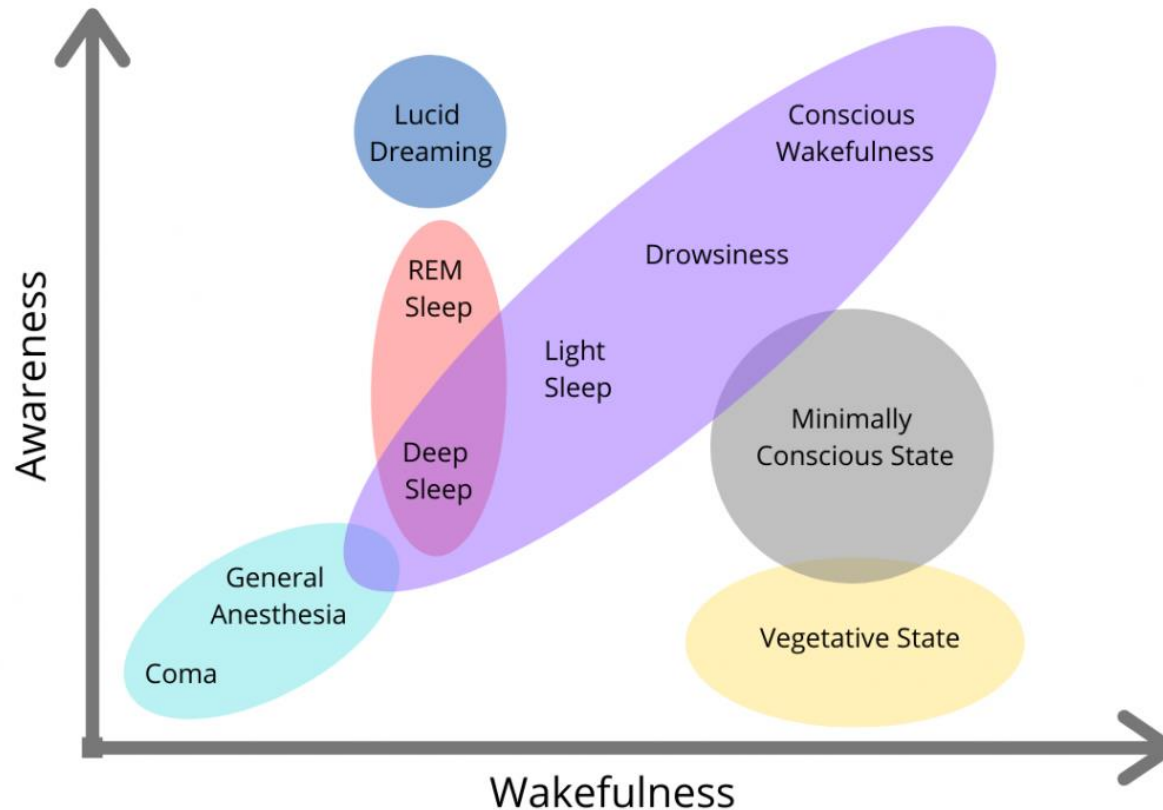 Lucid
Dreaming
Conscious
Wakefulness
REM
Sleep
Drowsiness
Light
Sleep
Deep
Sleep
Minimally
Conscious State
General
Anesthesia
Coma
Vegetative State
Awareness
Wakefulness